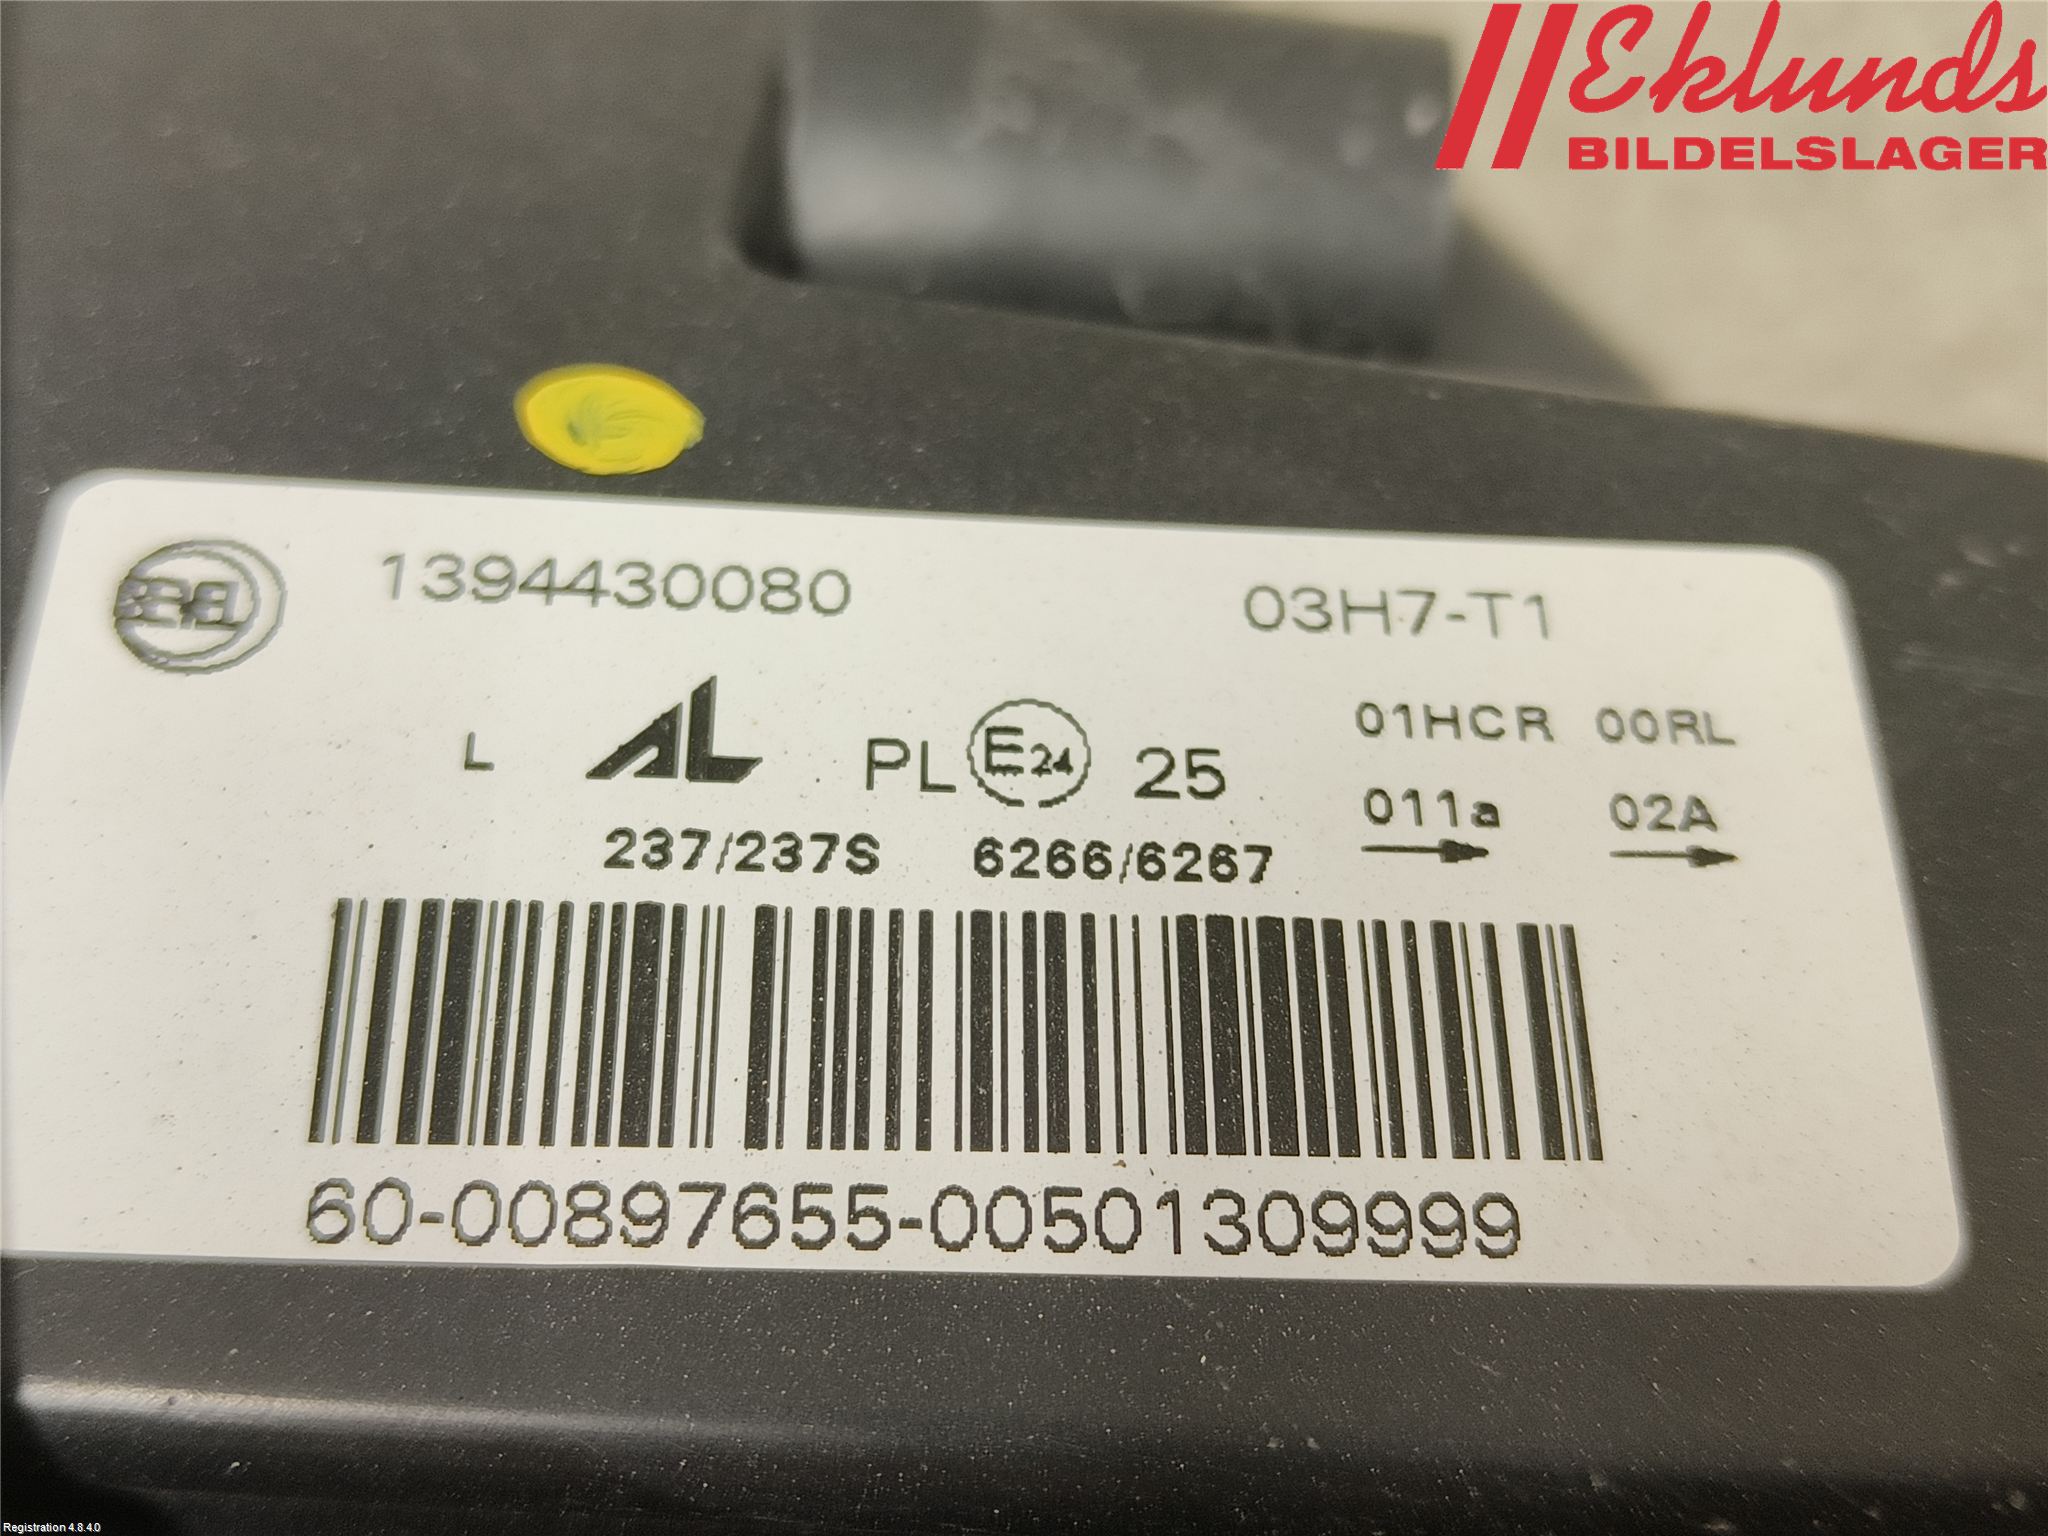 Eklunds
BILDELSLAGER
1394430080 03H7-T1
L AL PL E24 25 01HCR 00RL
011a 02A
237/237S 6266/6267
60-00897655-00501309999
Registration 4.8.4.0